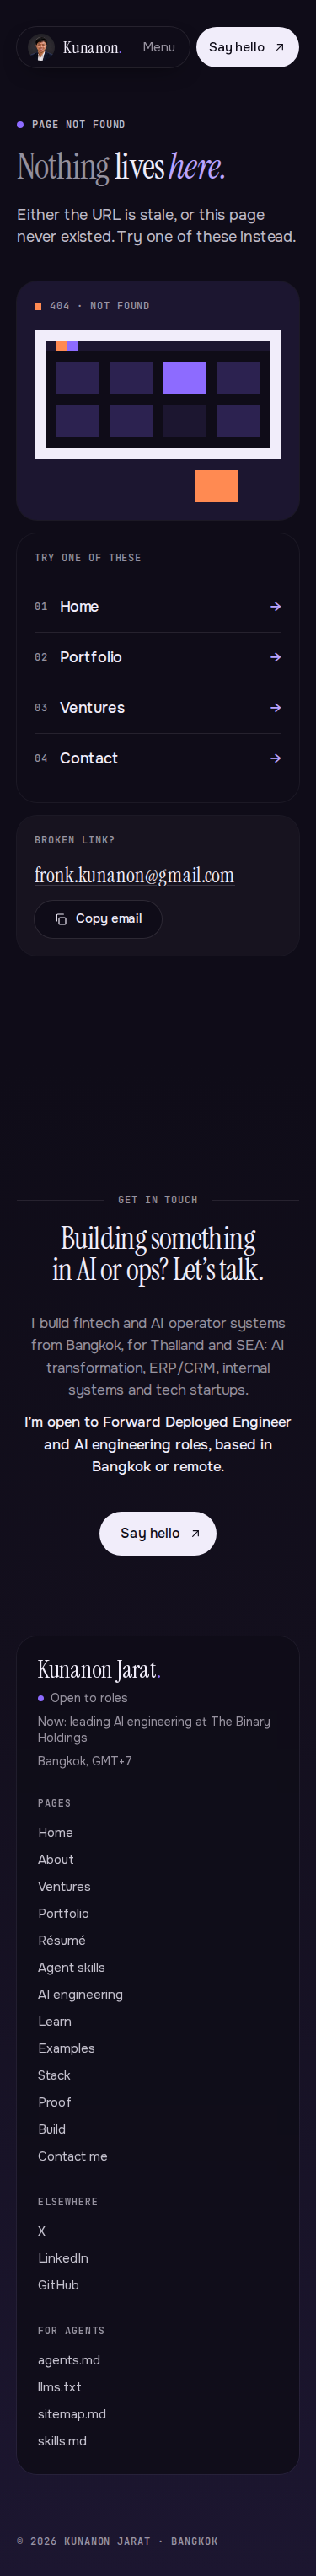 Kunanon.
Menu
Say hello
PAGE NOT FOUND
Nothing lives here.
Either the URL is stale, or this page
never existed. Try one of these instead.
404 · NOT FOUND
TRY ONE OF THESE
01 Home
02 Portfolio
03 Ventures
04 Contact
BROKEN LINK?
fronk.kunanon@gmail.com
Copy email
GET IN TOUCH
Building something
in AI or ops? Let's talk.
I build fintech and AI operator systems
from Bangkok, for Thailand and SEA: AI
transformation, ERP/CRM, internal
systems and tech startups.
I'm open to Forward Deployed Engineer
and AI engineering roles, based in
Bangkok or remote.
Say hello
Kunanon Jarat.
Open to roles
Now: leading AI engineering at The Binary
Holdings
Bangkok, GMT+7
PAGES
Home
About
Ventures
Portfolio
Résumé
Agent skills
AI engineering
Learn
Examples
Stack
Proof
Build
Contact me
ELSEWHERE
X
LinkedIn
GitHub
FOR AGENTS
agents.md
llms.txt
sitemap.md
skills.md
© 2026 KUNANON JARAT · BANGKOK